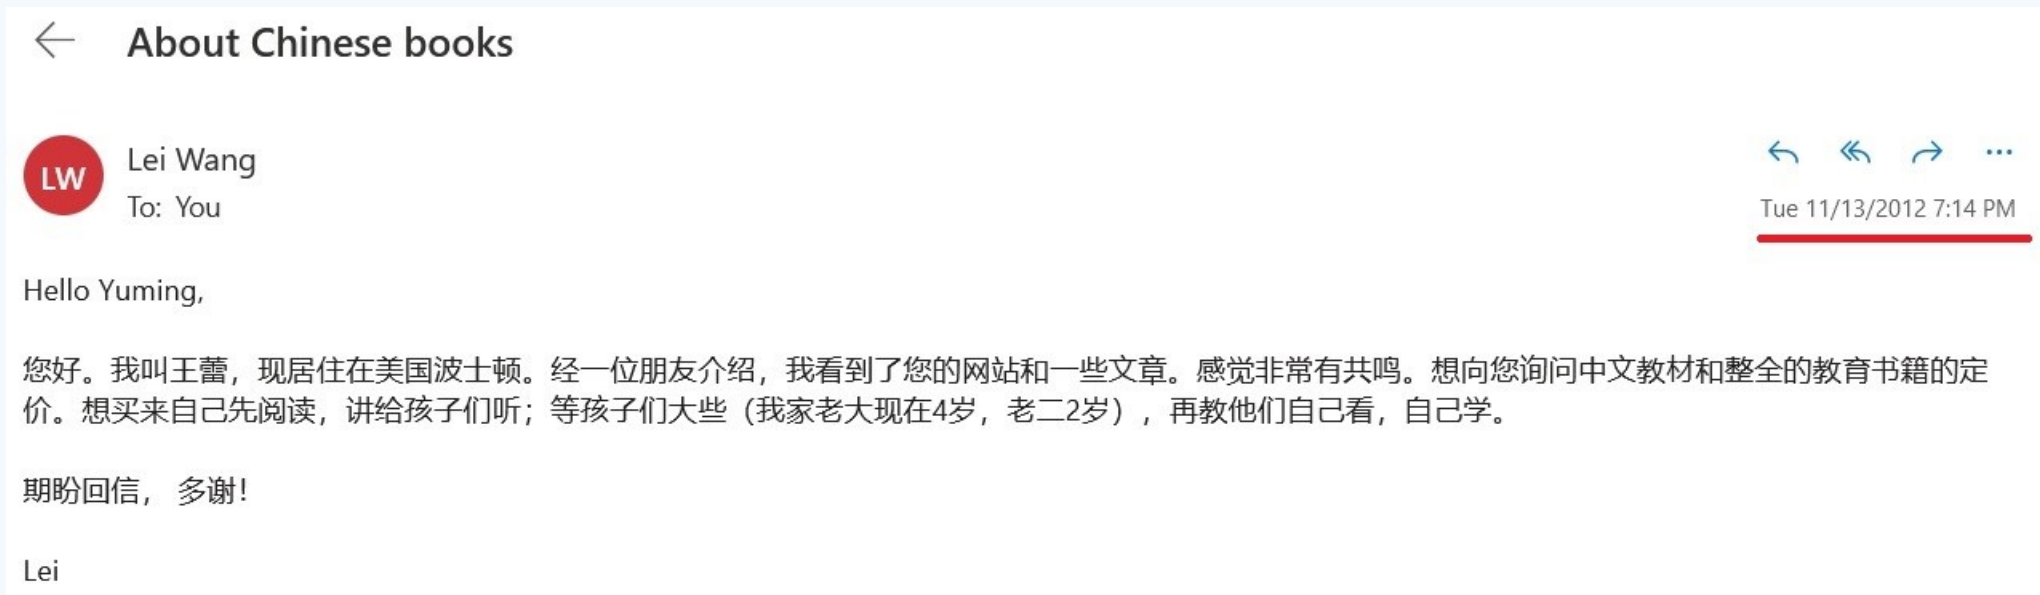 About Chinese books
LW
Lei Wang
To: You
Tue 11/13/2012 7:14 PM
Hello Yuming,
您好。我叫王蕾，现居住在美国波士顿。经一位朋友介绍，我看到了您的网站和一些文章。感觉非常有共鸣。想向您询问中文教材和整全的教育书籍的定
价。想买来自己先阅读，讲给孩子们听；等孩子们大些（我家老大现在4岁，老二2岁），再教他们自己看，自己学。
期盼回信， 多谢！
Lei